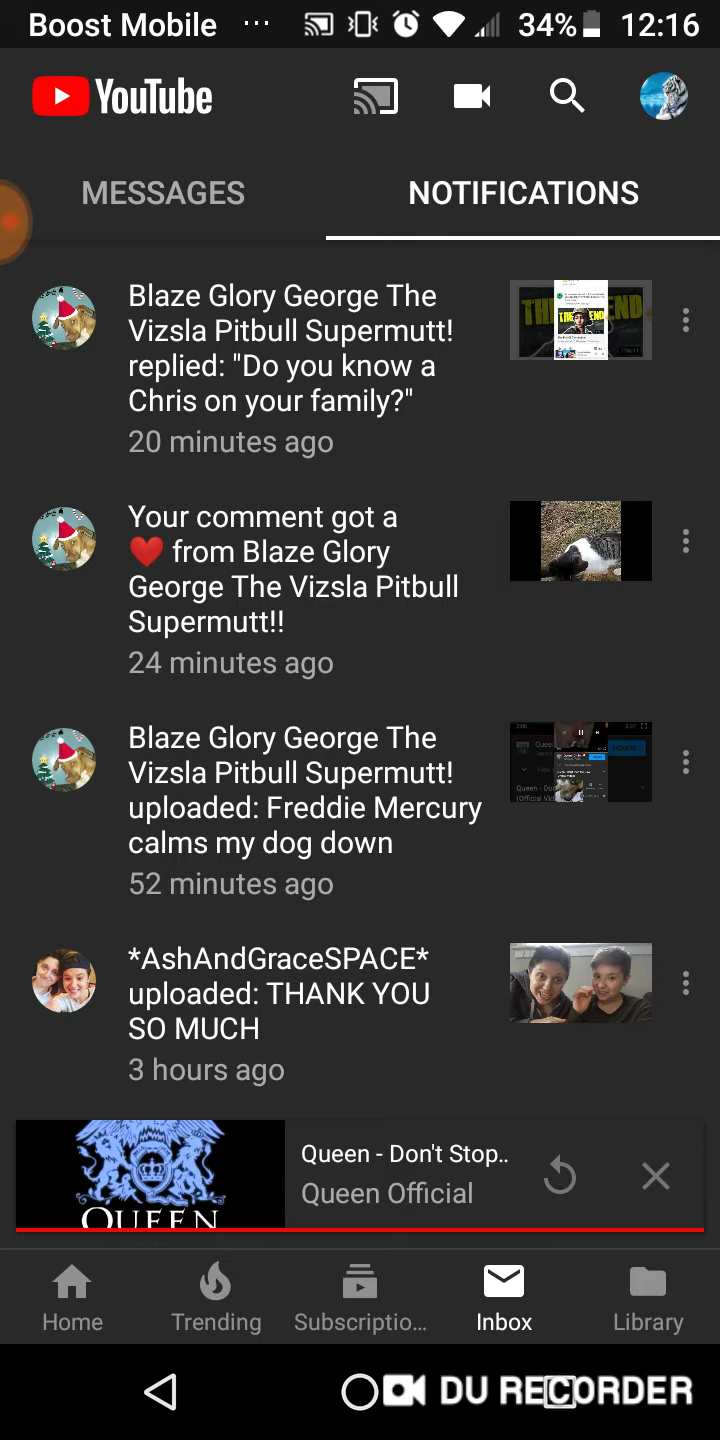 Boost Mobile ... 34% 12:16
YouTube
MESSAGES NOTIFICATIONS
Blaze Glory George The
Vizsla Pitbull Supermutt!
replied: "Do you know a
Chris on your family?"
20 minutes ago
THE END
Your comment got a
❤️ from Blaze Glory
George The Vizsla Pitbull
Supermutt!!
24 minutes ago
Blaze Glory George The
Vizsla Pitbull Supermutt!
uploaded: Freddie Mercury
calms my dog down
52 minutes ago
*AshAndGraceSPACE*
uploaded: THANK YOU
SO MUCH
3 hours ago
QUEEN
Queen - Don't Stop..
Queen Official
Home Trending Subscriptio... Inbox Library
DU RECORDER